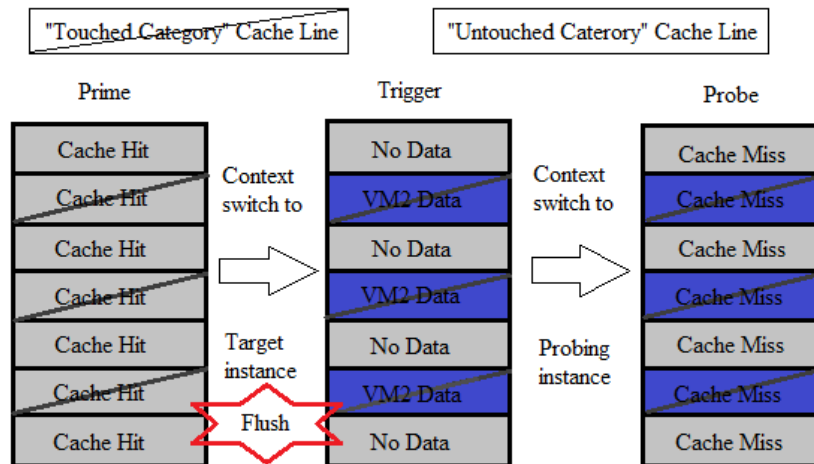 "Touched Category" Cache Line
"Untouched Caterory" Cache Line
Prime
Trigger
Probe
Cache Hit
Cache Hit
Cache Hit
Cache Hit
Cache Hit
Cache Hit
Cache Hit
Context
switch to
Target
instance
Flush
No Data
VM2 Data
No Data
VM2 Data
No Data
VM2 Data
No Data
Context
switch to
Probing
instance
Cache Miss
Cache Miss
Cache Miss
Cache Miss
Cache Miss
Cache Miss
Cache Miss